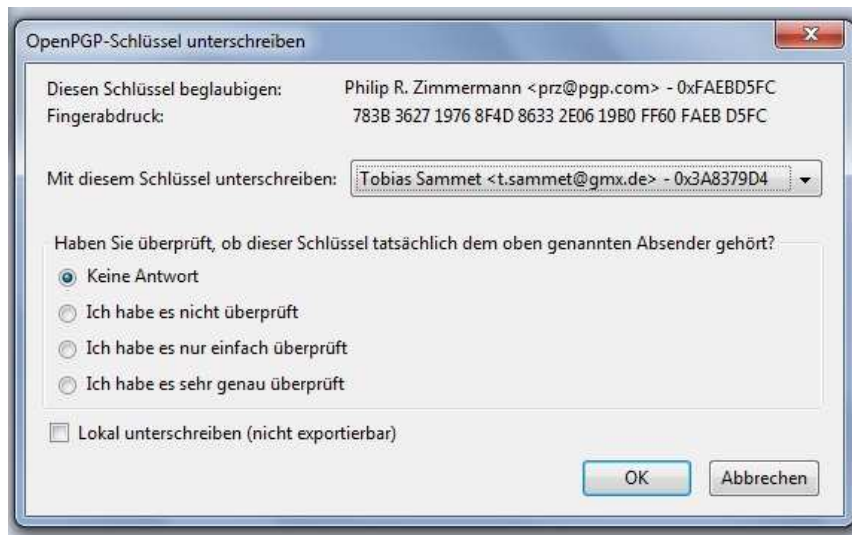 OpenPGP-Schlüssel unterschreiben
Diesen Schlüssel beglaubigen: Philip R. Zimmermann <prz@pgp.com> - 0xFAEBD5FC
Fingerabdruck: 783B 3627 1976 8F4D 8633 2E06 19B0 FF60 FAEB D5FC
Mit diesem Schlüssel unterschreiben: Tobias Sammet <t.sammet@gmx.de> - 0x3A8379D4
Haben Sie überprüft, ob dieser Schlüssel tatsächlich dem oben genannten Absender gehört?
Keine Antwort
Ich habe es nicht überprüft
Ich habe es nur einfach überprüft
Ich habe es sehr genau überprüft
Lokal unterschreiben (nicht exportierbar)
OK Abbrechen